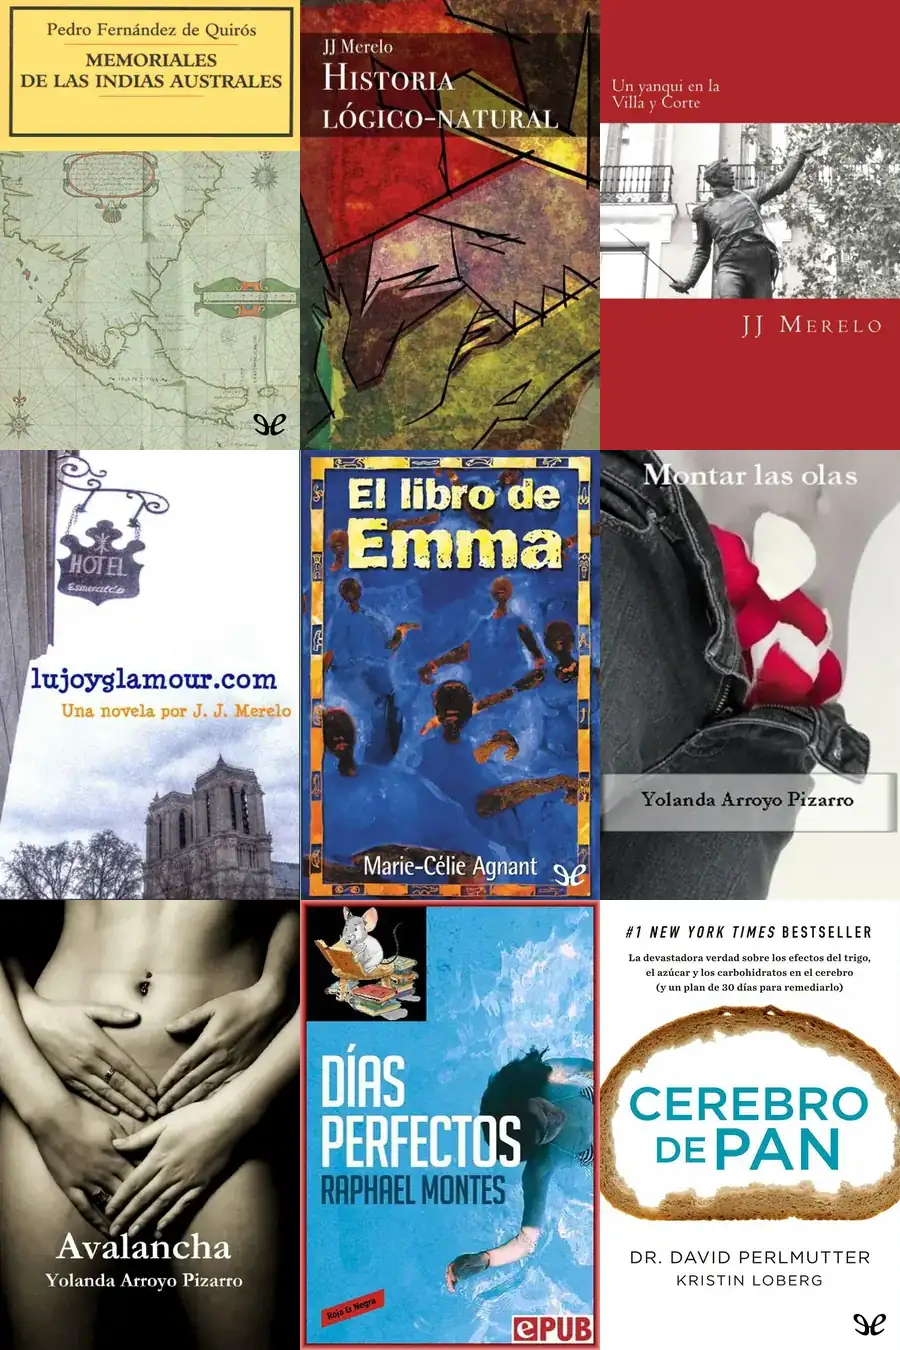 Pedro Fernández de Quirós
MEMORIALES
DE LAS INDIAS AUSTRALES
JJ Merelo
HISTORIA
LÓGICO-NATURAL
Un yanqui en la
Villa y Corte
JJ MERELO
HOTEL
Esmeralda
lujoyglamour.com
Una novela por J. J. Merelo
El libro de
Emma
Marie-Célie Agnant
Montar las olas
Yolanda Arroyo Pizarro
Avalancha
Yolanda Arroyo Pizarro
DÍAS
PERFECTOS
RAPHAEL MONTES
Roja & Negra
ePUB
#1 NEW YORK TIMES BESTSELLER
La devastadora verdad sobre los efectos del trigo,
el azúcar y los carbohidratos en el cerebro
(y un plan de 30 días para remediarlo)
CEREBRO
DE PAN
DR. DAVID PERLMUTTER
KRISTIN LOBERG